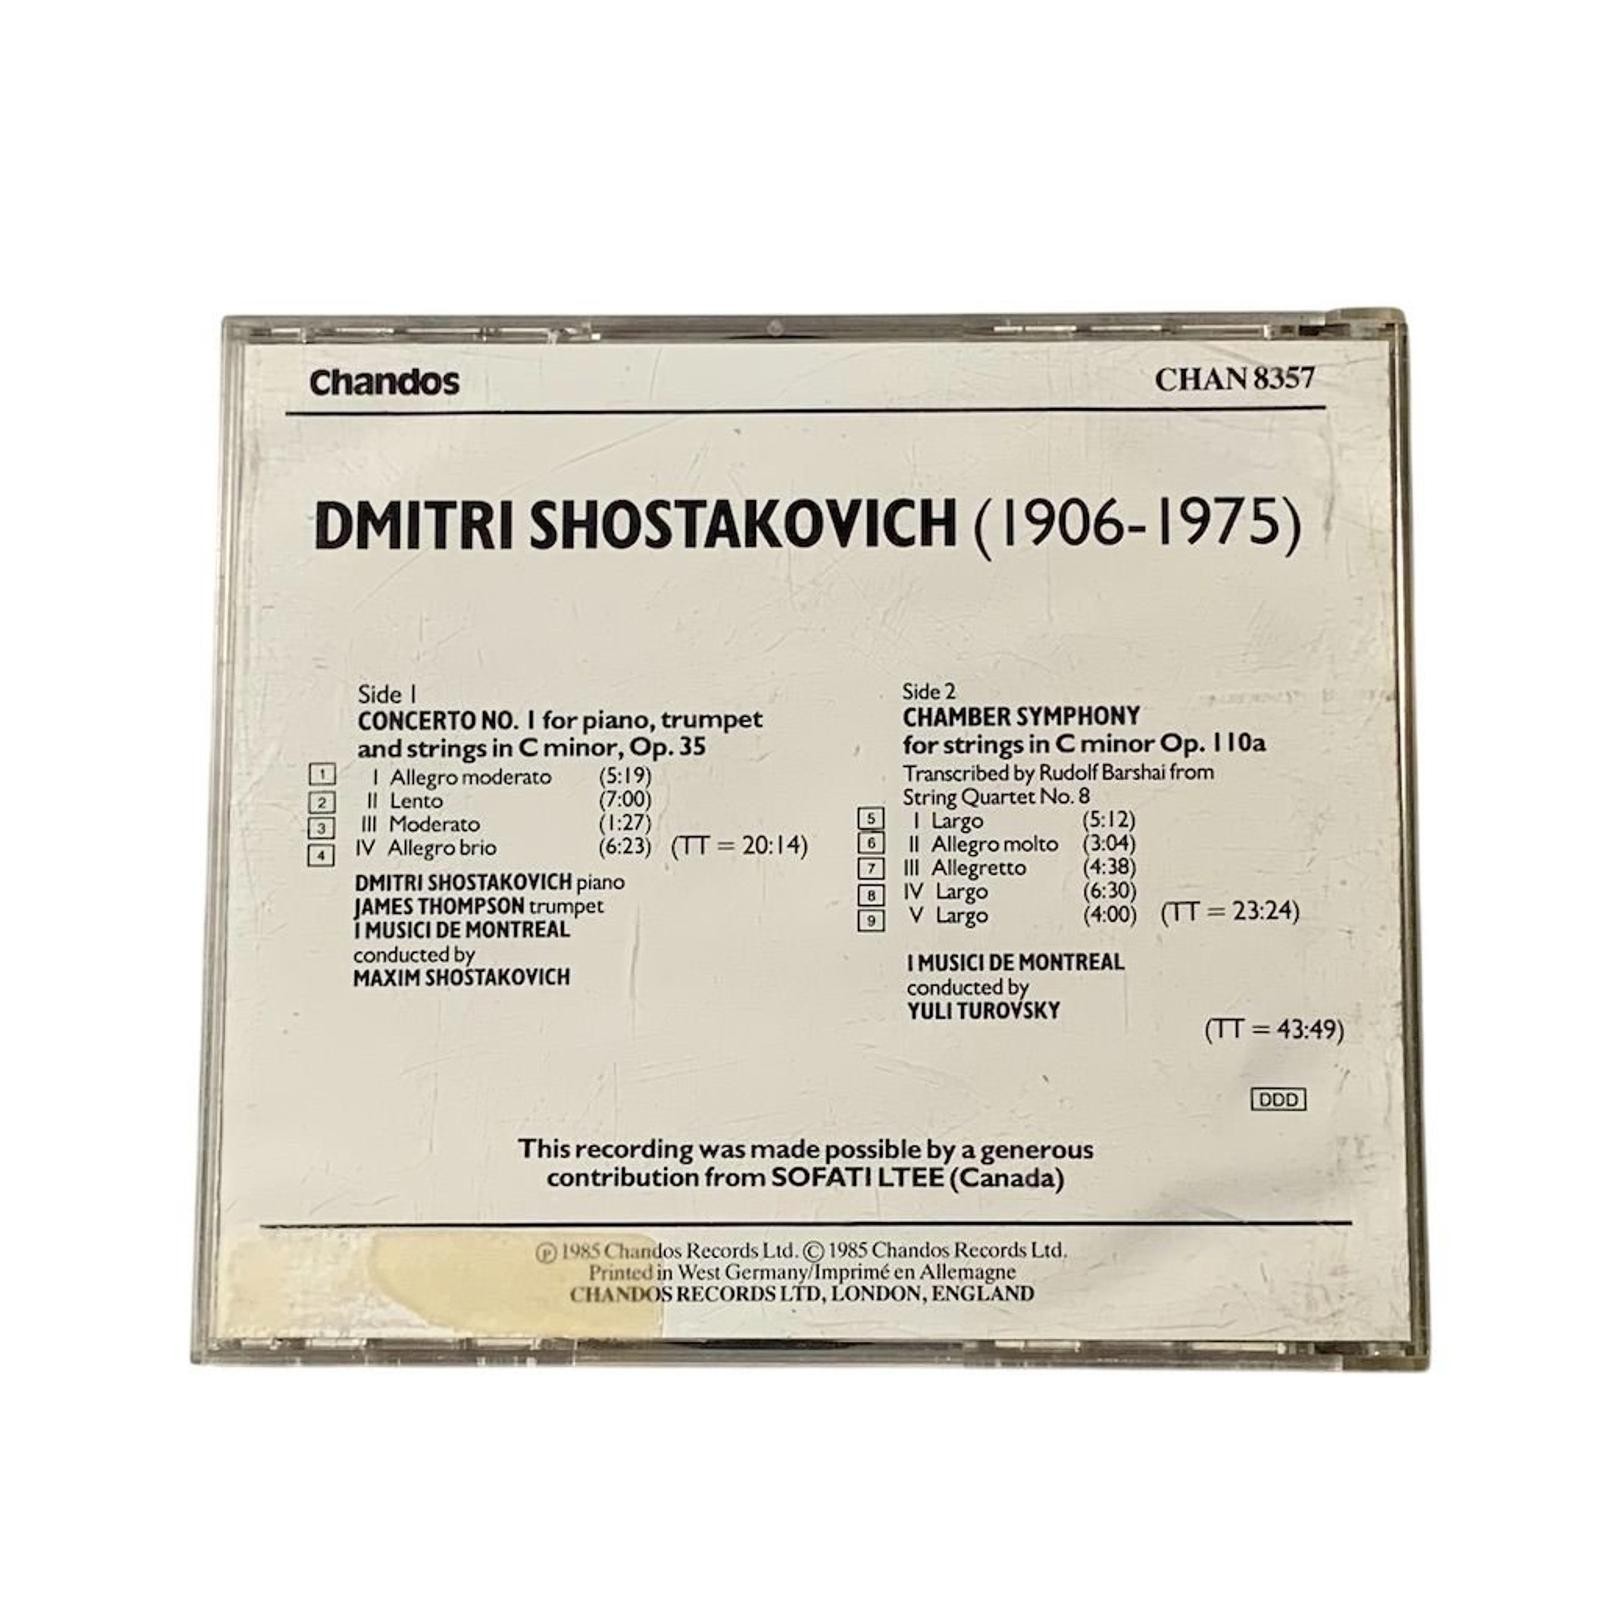 Chandos
CHAN 8357
DMITRI SHOSTAKOVICH (1906-1975)
Side 1
CONCERTO NO. 1 for piano, trumpet
and strings in C minor, Op. 35
1 I Allegro moderato (5:19)
2 II Lento (7:00)
3 III Moderato (1:27)
4 IV Allegro brio (6:23) (TT = 20:14)
DMITRI SHOSTAKOVICH piano
JAMES THOMPSON trumpet
I MUSICI DE MONTREAL
conducted by
MAXIM SHOSTAKOVICH
Side 2
CHAMBER SYMPHONY
for strings in C minor Op. 110a
Transcribed by Rudolf Barshai from
String Quartet No. 8
5 I Largo (5:12)
6 II Allegro molto (3:04)
7 III Allegretto (4:38)
8 IV Largo (6:30)
9 V Largo (4:00) (TT = 23:24)
I MUSICI DE MONTREAL
conducted by
YULI TUROVSKY
(TT = 43:49)
DDD
This recording was made possible by a generous
contribution from SOFATI LTEE (Canada)
℗ 1985 Chandos Records Ltd. © 1985 Chandos Records Ltd.
Printed in West Germany/Imprimé en Allemagne
CHANDOS RECORDS LTD, LONDON, ENGLAND